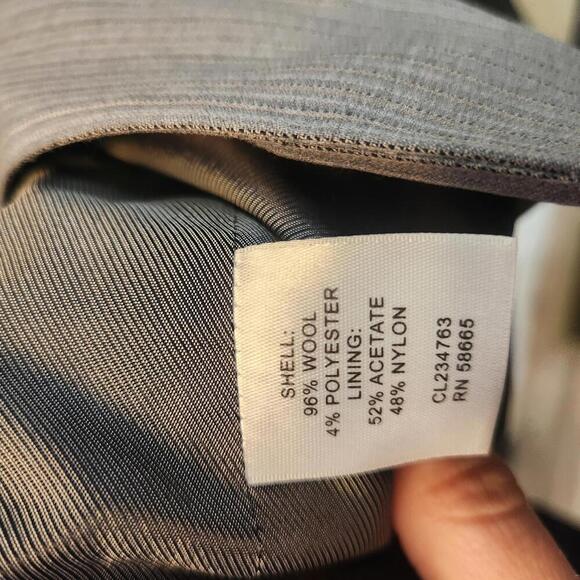 SHELL:
96% WOOL
4% POLYESTER
LINING:
52% ACETATE
48% NYLON
CL234763
RN 58665